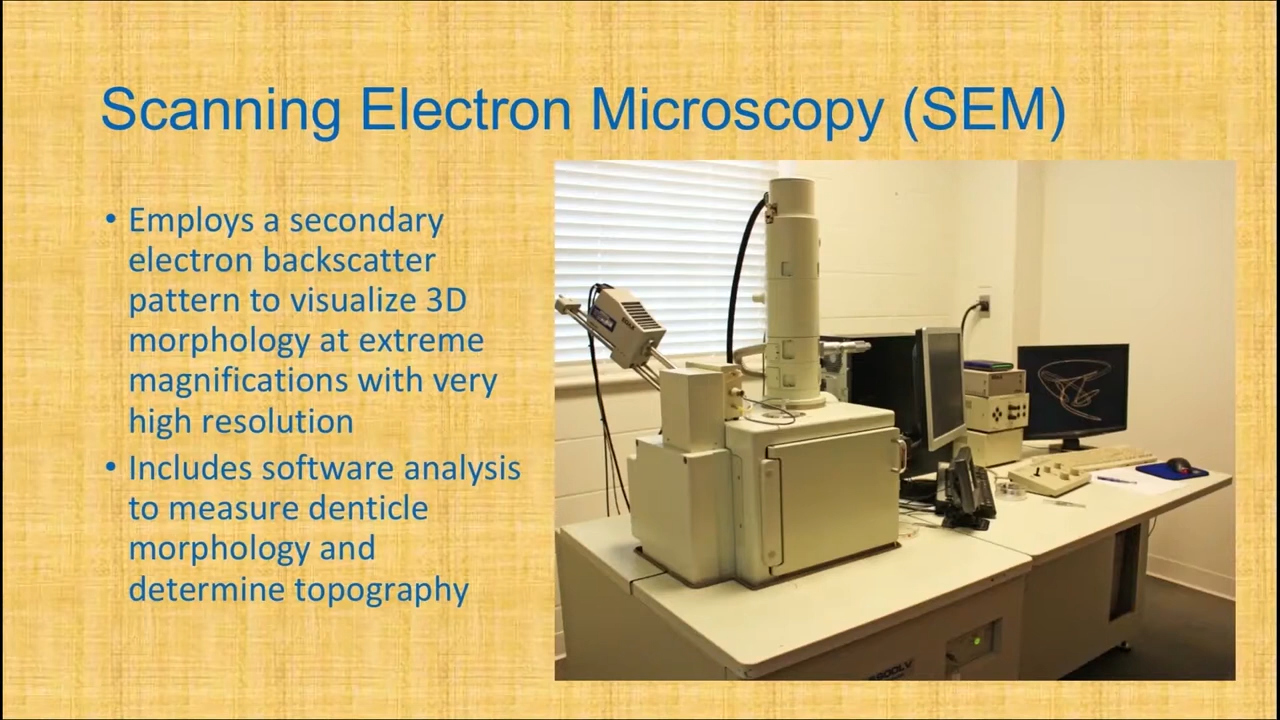 Scanning Electron Microscopy (SEM)
• Employs a secondary
electron backscatter
pattern to visualize 3D
morphology at extreme
magnifications with very
high resolution
• Includes software analysis
to measure denticle
morphology and
determine topography